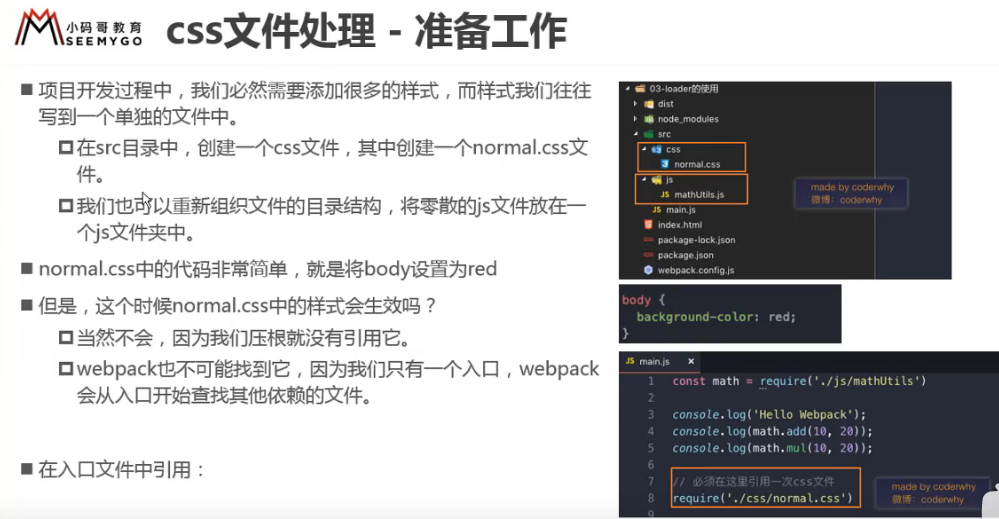 小码哥教育
SEEMYGO
css文件处理 - 准备工作
项目开发过程中，我们必然需要添加很多的样式，而样式我们往往
写到一个单独的文件中。
在src目录中，创建一个css文件，其中创建一个normal.css文
件。
我们也可以重新组织文件的目录结构，将零散的js文件放在一
个js文件夹中。
normal.css中的代码非常简单，就是将body设置为red
但是，这个时候normal.css中的样式会生效吗？
当然不会，因为我们压根就没有引用它。
webpack也不可能找到它，因为我们只有一个入口，webpack
会从入口开始查找其他依赖的文件。
在入口文件中引用：
03-loader的使用
dist
node_modules
src
css
normal.css
js
JS mathUtils.js
JS main.js
index.html
package-lock.json
package.json
webpack.config.js
made by coderwhy
微博：coderwhy
body {
background-color: red;
}
JS main.js ×
1 const math = require('./js/mathUtils')
2
3 console.log('Hello Webpack');
4 console.log(math.add(10, 20));
5 console.log(math.mul(10, 20));
6
7 // 必须在这里引用一次css文件
8 require('./css/normal.css')
9
made by coderwhy
微博：coderwhy